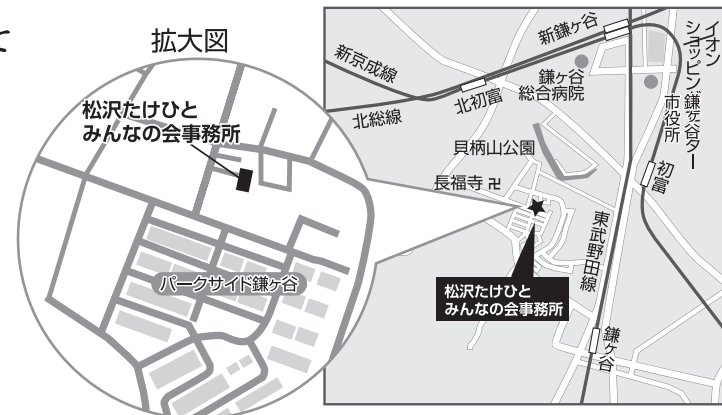 て
拡大図
松沢たけひと
みんなの会事務所
パークサイド鎌ヶ谷
新京成線
北総線
北初富
新鎌ヶ谷
鎌ヶ谷
総合病院
イオン
ショッピングセンター
鎌ヶ谷
市役所
貝柄山公園
長福寺 卍
初富
東武野田線
松沢たけひと
みんなの会事務所
鎌ヶ谷